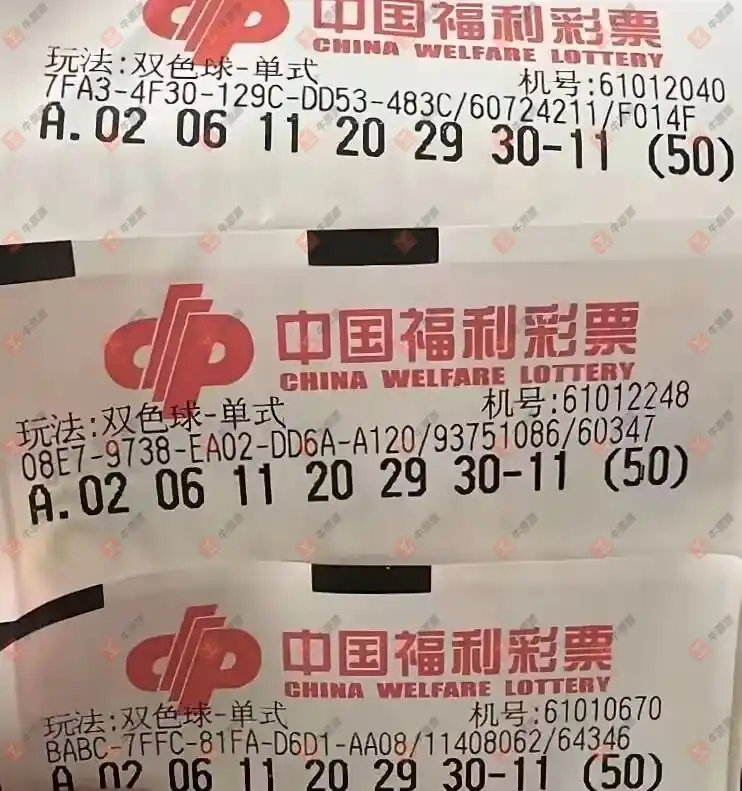 中国福利彩票
CHINA WELFARE LOTTERY
玩法:双色球-单式 机号:61012040
7FA3-4F30-129C-DD53-483C/60724211/F014F
A.02 06 11 20 29 30-11 (50)
中国福利彩票
CHINA WELFARE LOTTERY
玩法:双色球-单式 机号:61012248
08E7-9738-EA02-DD6A-A120/93751086/60347
A.02 06 11 20 29 30-11 (50)
中国福利彩票
CHINA WELFARE LOTTERY
玩法:双色球-单式 机号:61010670
BABC-7FFC-81FA-D6D1-AA08/11408062/64346
A 02 06 11 20 29 30-11 (50)